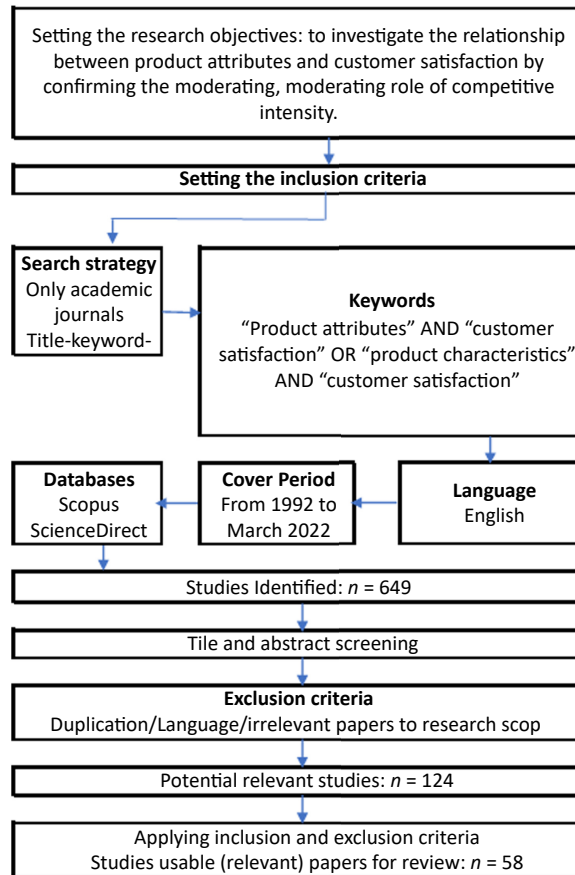 Setting the research objectives: to investigate the relationship
between product attributes and customer satisfaction by
confirming the moderating, moderating role of competitive
intensity.
Setting the inclusion criteria
Search strategy
Only academic
journals
Title-keyword-
Keywords
“Product attributes” AND “customer
satisfaction” OR “product characteristics”
AND “customer satisfaction”
Language
English
Cover Period
From 1992 to
March 2022
Databases
Scopus
ScienceDirect
Studies Identified: n = 649
Tile and abstract screening
Exclusion criteria
Duplication/Language/irrelevant papers to research scop
Potential relevant studies: n = 124
Applying inclusion and exclusion criteria
Studies usable (relevant) papers for review: n = 58